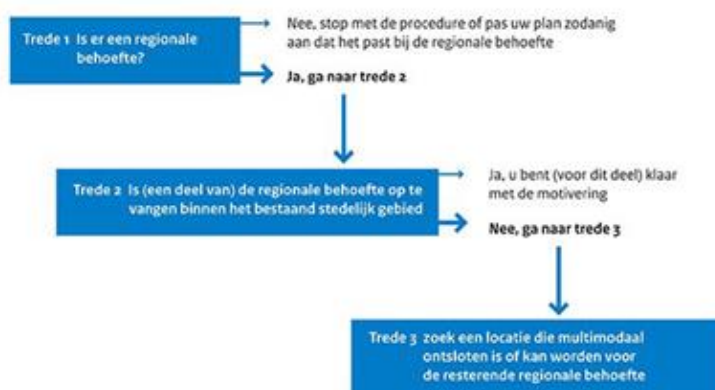 Trede 1 Is er een regionale
behoefte?
Nee, stop met de procedure of pas uw plan zodanig
aan dat het past bij de regionale behoefte
Ja, ga naar trede 2
Trede 2 Is (een deel van) de regionale behoefte op te
vangen binnen het bestaand stedelijk gebied
Ja, u bent (voor dit deel) klaar
met de motivering
Nee, ga naar trede 3
Trede 3 zoek een locatie die multimodaal
ontsloten is of kan worden voor
de resterende regionale behoefte